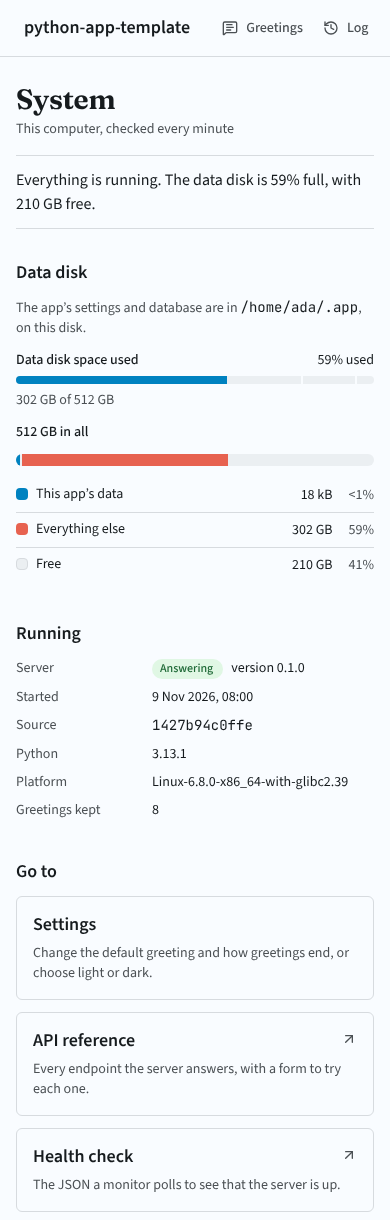 python-app-template
Greetings
Log
System
This computer, checked every minute
Everything is running. The data disk is 59% full, with
210 GB free.
Data disk
The app’s settings and database are in /home/ada/.app,
on this disk.
Data disk space used
59% used
302 GB of 512 GB
512 GB in all
This app’s data 18 kB <1%
Everything else 302 GB 59%
Free 210 GB 41%
Running
Server Answering version 0.1.0
Started 9 Nov 2026, 08:00
Source 1427b94c0ffe
Python 3.13.1
Platform Linux-6.8.0-x86_64-with-glibc2.39
Greetings kept 8
Go to
Settings
Change the default greeting and how greetings end, or
choose light or dark.
API reference
Every endpoint the server answers, with a form to try
each one.
Health check
The JSON a monitor polls to see that the server is up.